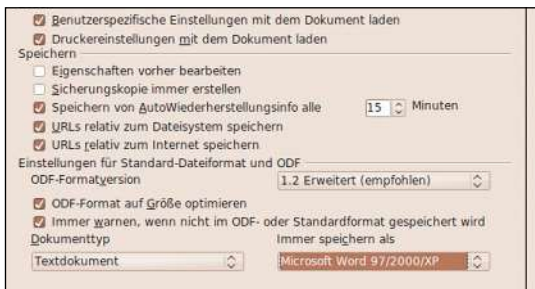 Benutzerspezifische Einstellungen mit dem Dokument laden
Druckereinstellungen mit dem Dokument laden
Speichern
Eigenschaften vorher bearbeiten
Sicherungskopie immer erstellen
Speichern von AutoWiederherstellungsinfo alle 15 Minuten
URLs relativ zum Dateisystem speichern
URLs relativ zum Internet speichern
Einstellungen für Standard-Dateiformat und ODF
ODF-Formatversion 1.2 Erweitert (empfohlen)
ODF-Format auf Größe optimieren
Immer warnen, wenn nicht im ODF- oder Standardformat gespeichert wird
Dokumenttyp Immer speichern als
Textdokument Microsoft Word 97/2000/XP